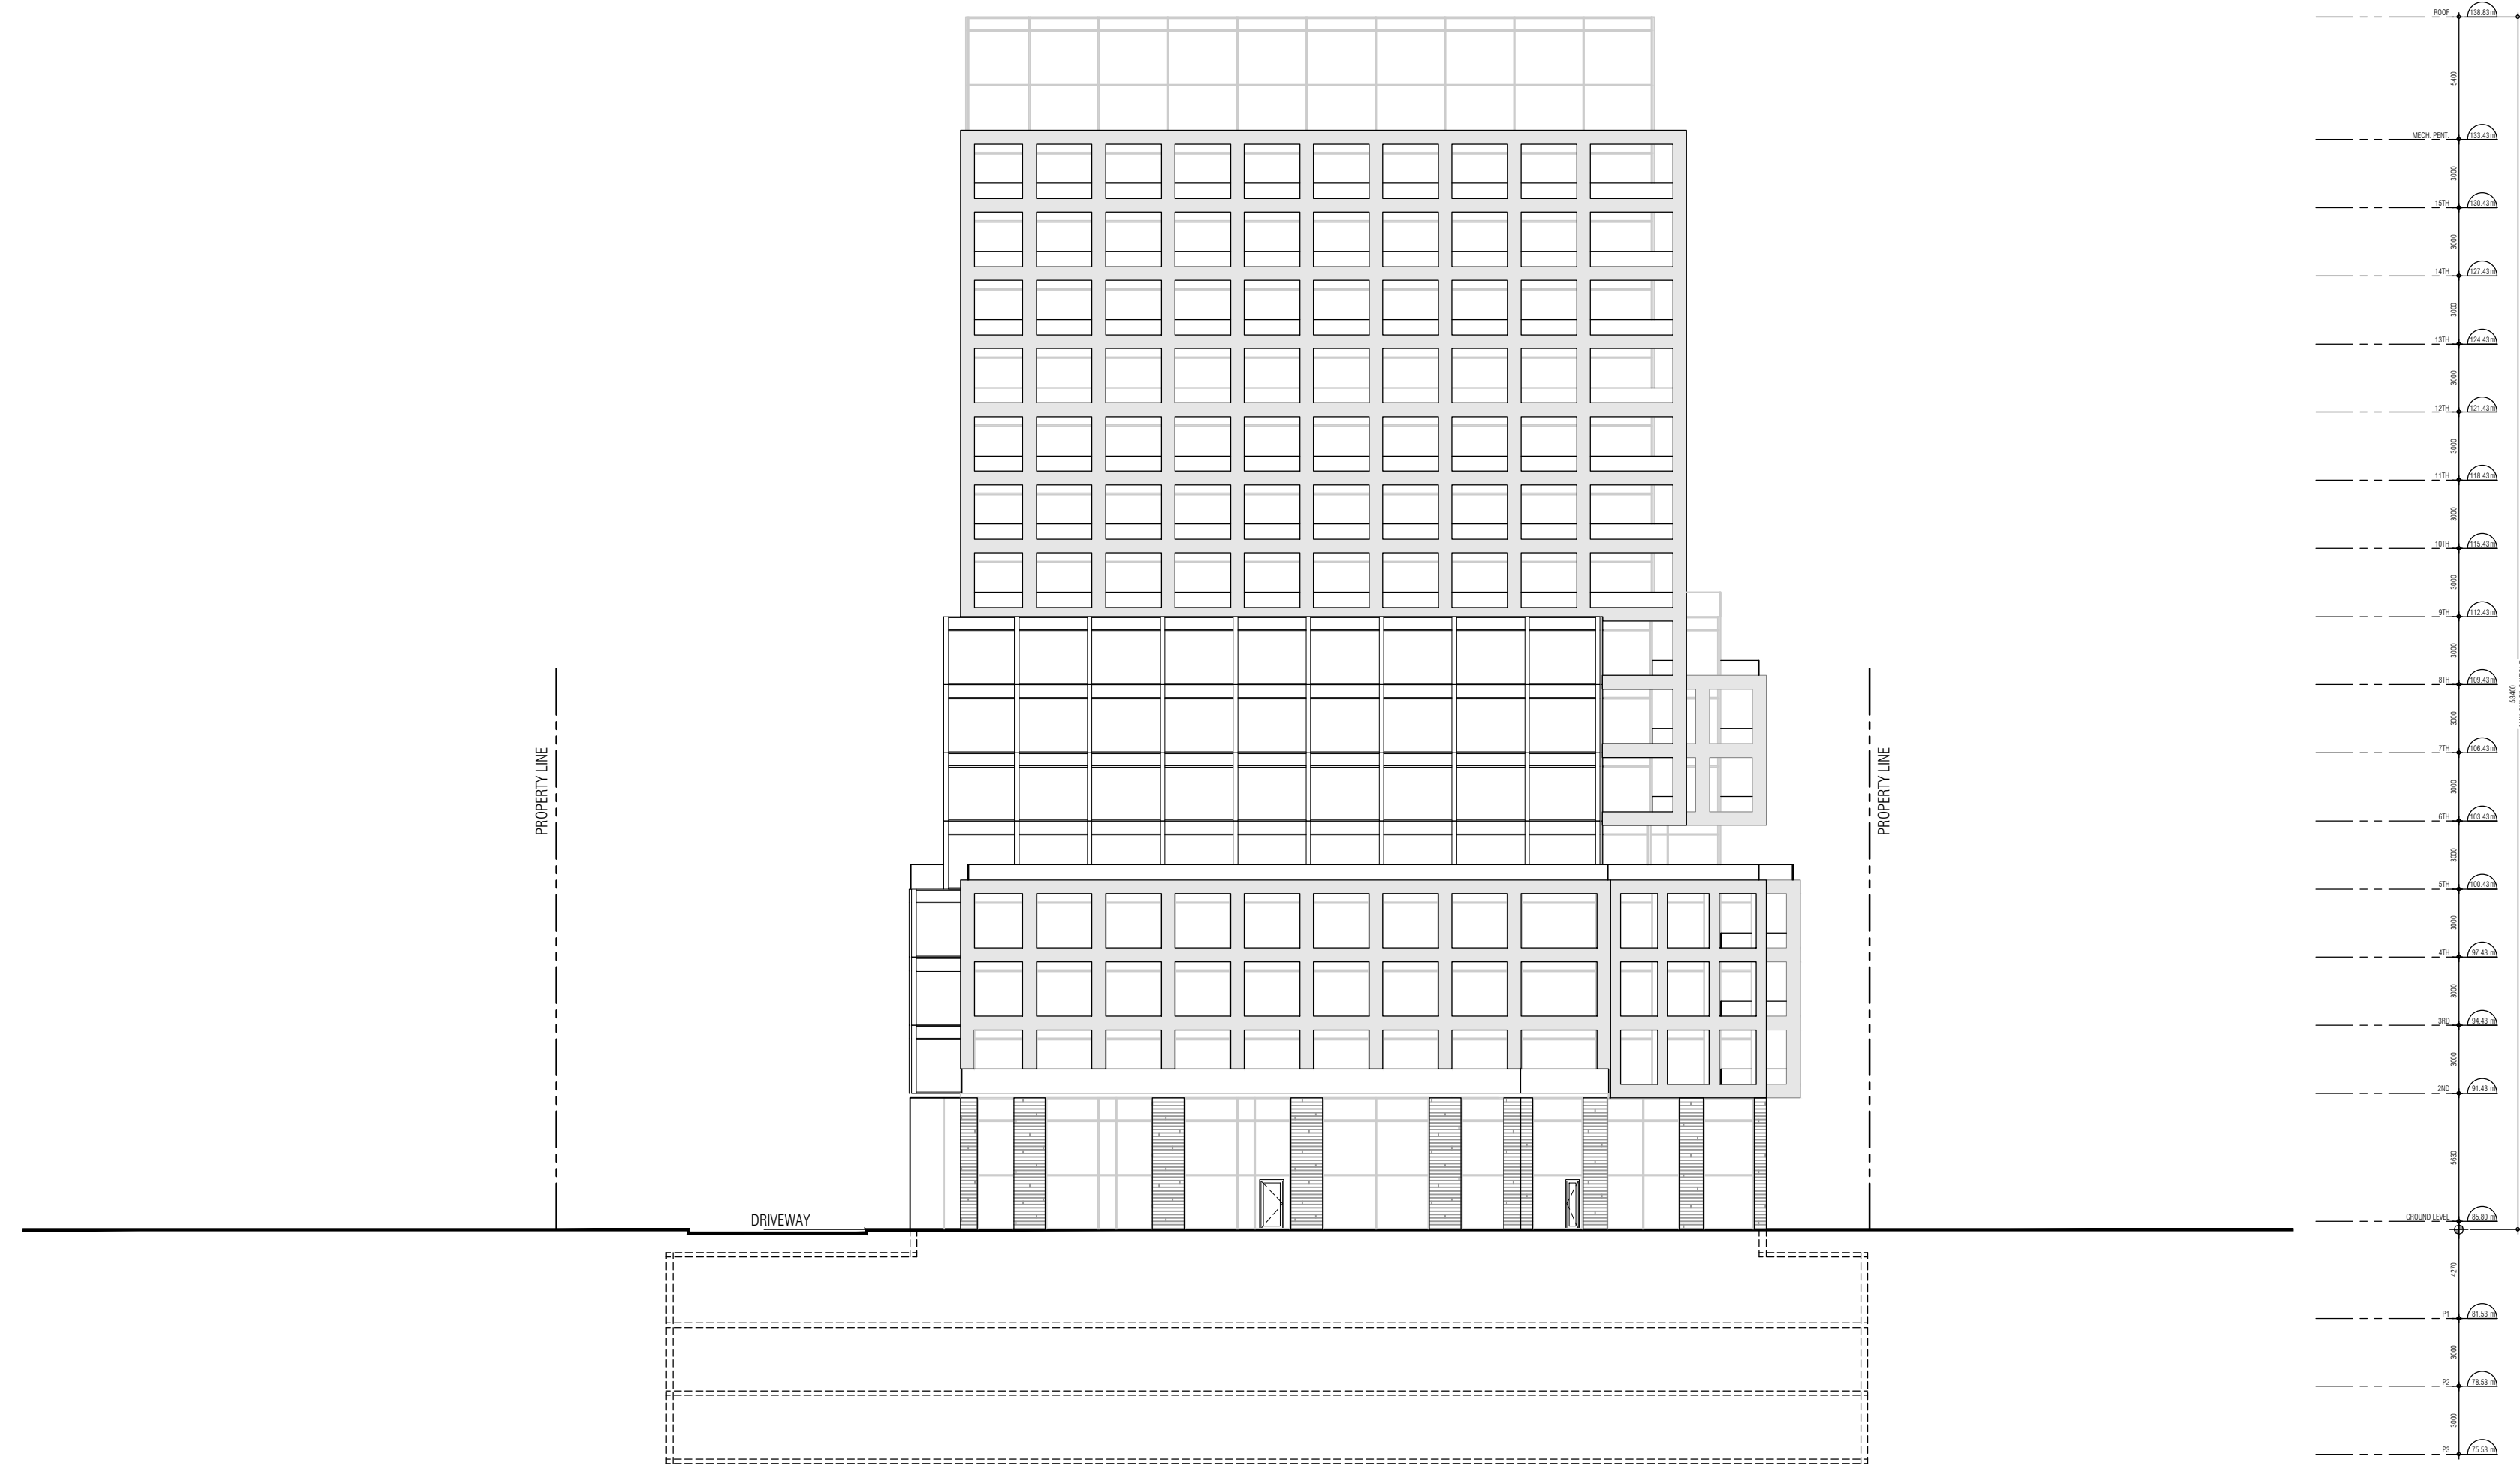 ROOF 138.83 m
5400
MECH. PENT. 133.43 m
3000
15TH 130.43 m
3000
14TH 127.43 m
3000
13TH 124.43 m
3000
12TH 121.43 m
3000
11TH 118.43 m
3000
10TH 115.43 m
3000
9TH 112.43 m
3000
8TH 109.43 m
53400
3000
7TH 106.43 m
3000
6TH 103.43 m
3000
5TH 100.43 m
3000
4TH 97.43 m
3000
3RD 94.43 m
3000
2ND 91.43 m
5630
GROUND LEVEL 85.80 m
4270
P1 81.53 m
3000
P2 78.53 m
3000
P3 75.53 m
PROPERTY LINE
PROPERTY LINE
DRIVEWAY